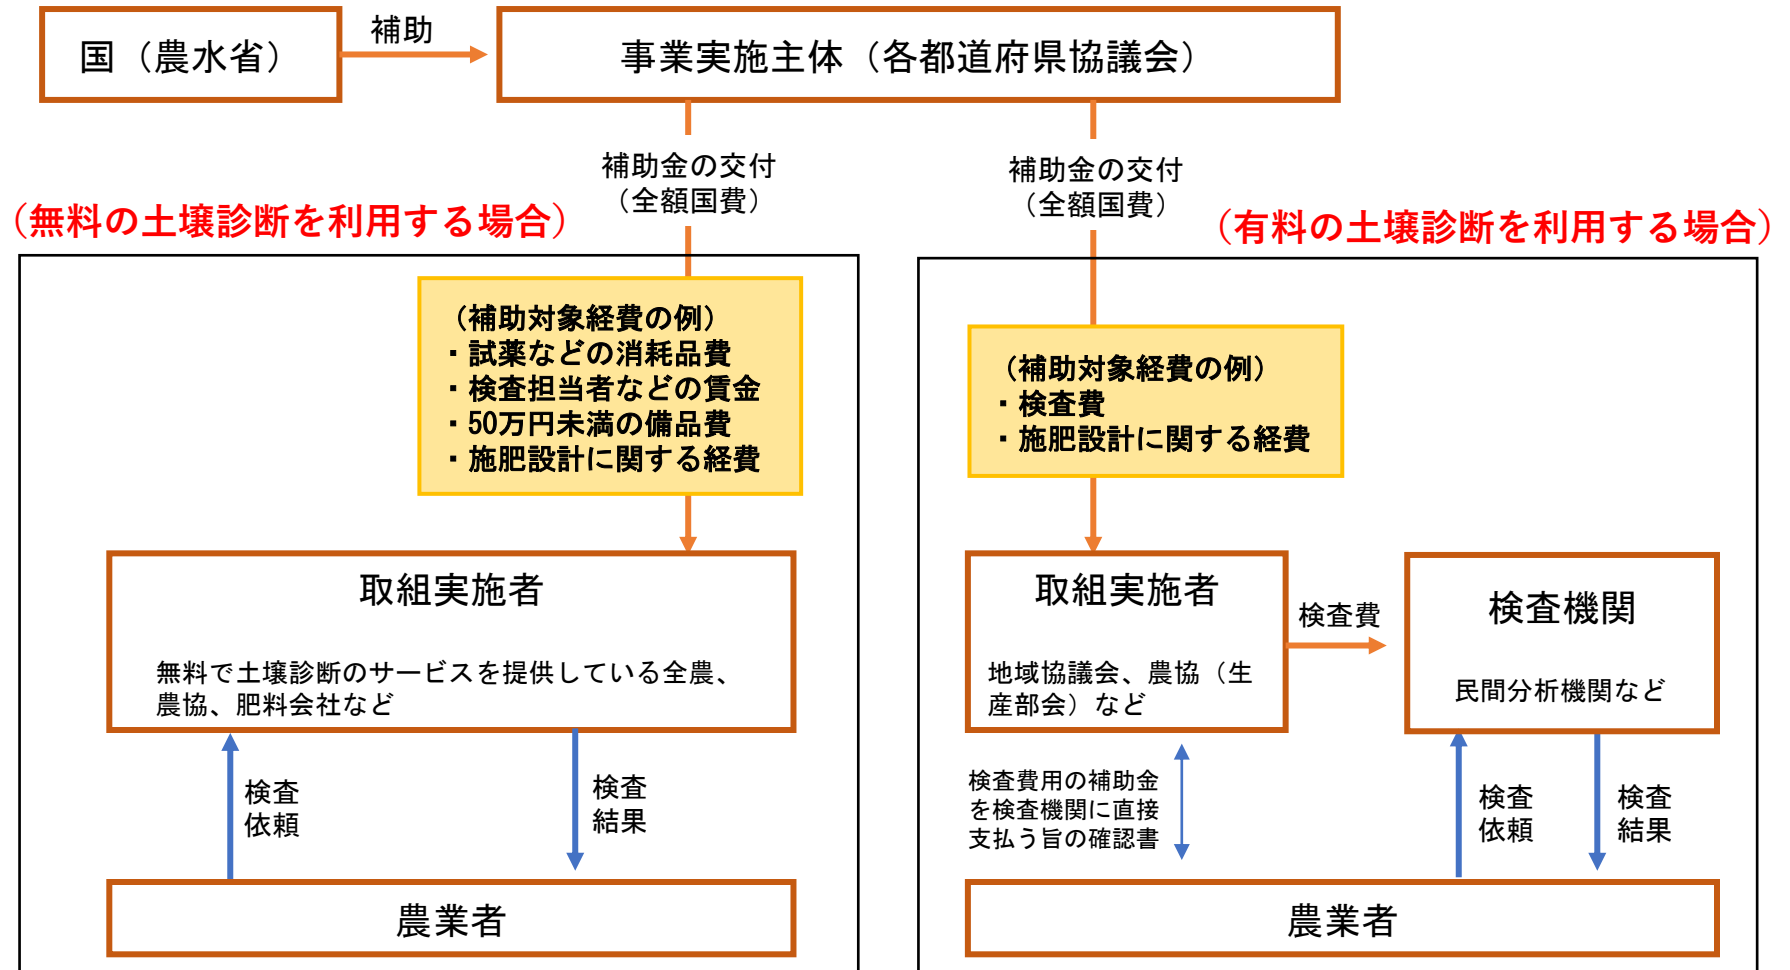 国（農水省）
補助
事業実施主体（各都道府県協議会）
補助金の交付
（全額国費）
補助金の交付
（全額国費）
（無料の土壌診断を利用する場合）
（有料の土壌診断を利用する場合）
（補助対象経費の例）
・試薬などの消耗品費
・検査担当者などの賃金
・50万円未満の備品費
・施肥設計に関する経費
（補助対象経費の例）
・検査費
・施肥設計に関する経費
取組実施者
無料で土壌診断のサービスを提供している全農、
農協、肥料会社など
取組実施者
地域協議会、農協（生
産部会）など
検査費
検査機関
民間分析機関など
検査
依頼
検査
結果
検査費用の補助金
を検査機関に直接
支払う旨の確認書
検査
依頼
検査
結果
農業者
農業者